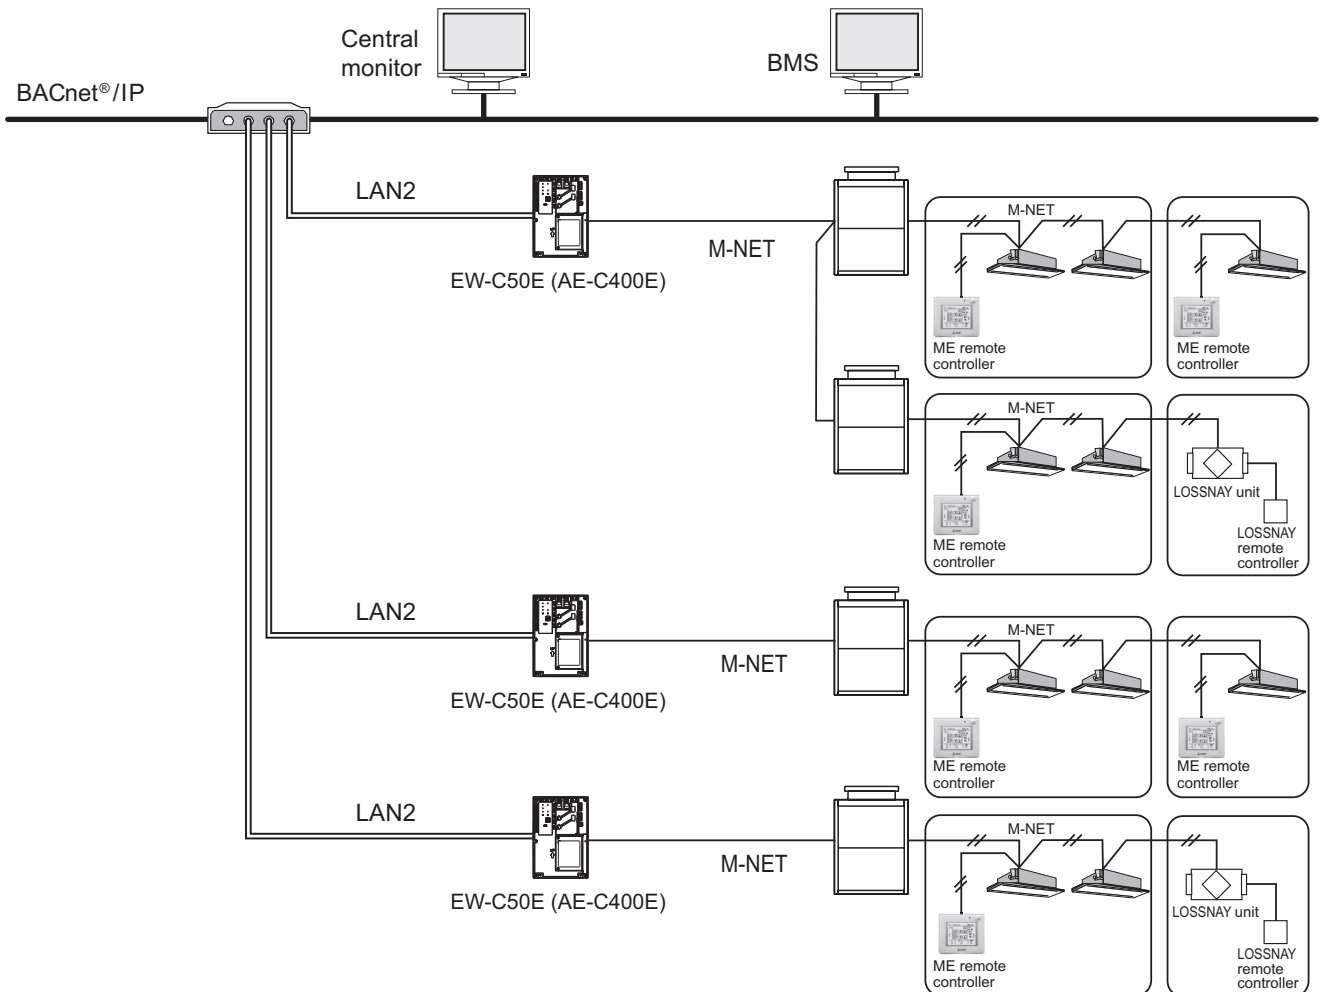 Central
monitor
BMS
BACnet®/IP
LAN2
M-NET
M-NET
EW-C50E (AE-C400E)
ME remote
controller
ME remote
controller
M-NET
LOSSNAY unit
ME remote
controller
LOSSNAY
remote
controller
LAN2
M-NET
M-NET
EW-C50E (AE-C400E)
ME remote
controller
ME remote
controller
LAN2
M-NET
M-NET
EW-C50E (AE-C400E)
LOSSNAY unit
ME remote
controller
LOSSNAY
remote
controller